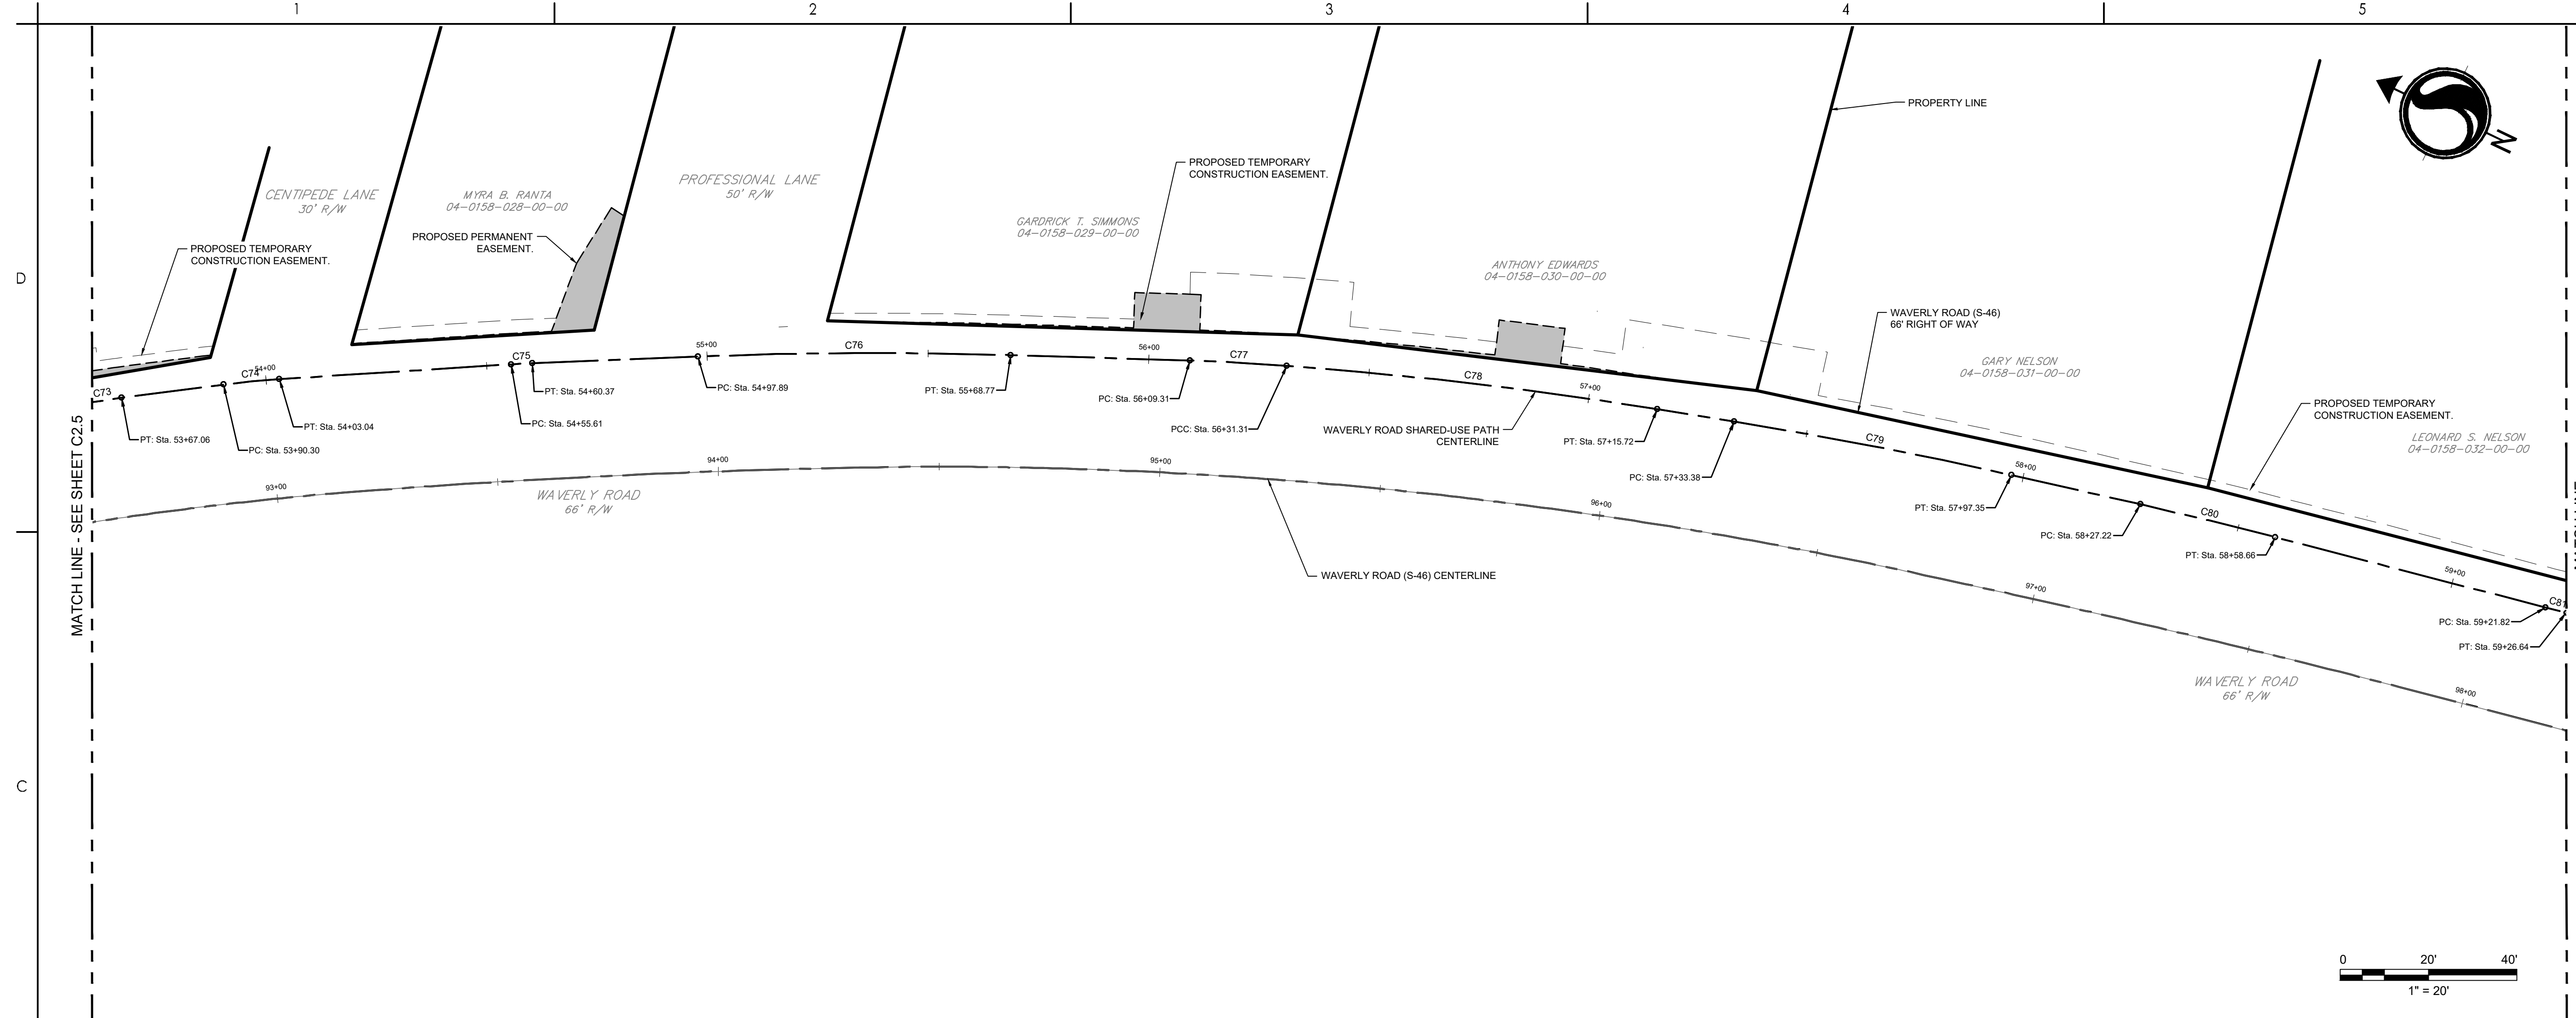 1
2
3
4
5
D
C
MATCH LINE - SEE SHEET C2.5
CENTIPEDE LANE
30' R/W
MYRA B. RANTA
04-0158-028-00-00
PROFESSIONAL LANE
50' R/W
GARDRICK T. SIMMONS
04-0158-029-00-00
ANTHONY EDWARDS
04-0158-030-00-00
GARY NELSON
04-0158-031-00-00
LEONARD S. NELSON
04-0158-032-00-00
PROPOSED TEMPORARY
CONSTRUCTION EASEMENT.
PROPOSED PERMANENT
EASEMENT.
PROPOSED TEMPORARY
CONSTRUCTION EASEMENT.
PROPERTY LINE
WAVERLY ROAD (S-46)
66' RIGHT OF WAY
PROPOSED TEMPORARY
CONSTRUCTION EASEMENT.
N
C73
C74
54+00
C75
55+00
C76
56+00
C77
C78
57+00
C79
58+00
C80
59+00
C81
PT: Sta. 53+67.06
PC: Sta. 53+90.30
PT: Sta. 54+03.04
PC: Sta. 54+55.61
PT: Sta. 54+60.37
PC: Sta. 54+97.89
PT: Sta. 55+68.77
PC: Sta. 56+09.31
PCC: Sta. 56+31.31
WAVERLY ROAD SHARED-USE PATH
CENTERLINE
PT: Sta. 57+15.72
PC: Sta. 57+33.38
PT: Sta. 57+97.35
PC: Sta. 58+27.22
PT: Sta. 58+58.66
PC: Sta. 59+21.82
PT: Sta. 59+26.64
93+00
94+00
95+00
96+00
97+00
98+00
WAVERLY ROAD
66' R/W
WAVERLY ROAD (S-46) CENTERLINE
WAVERLY ROAD
66' R/W
0 20' 40'
1" = 20'